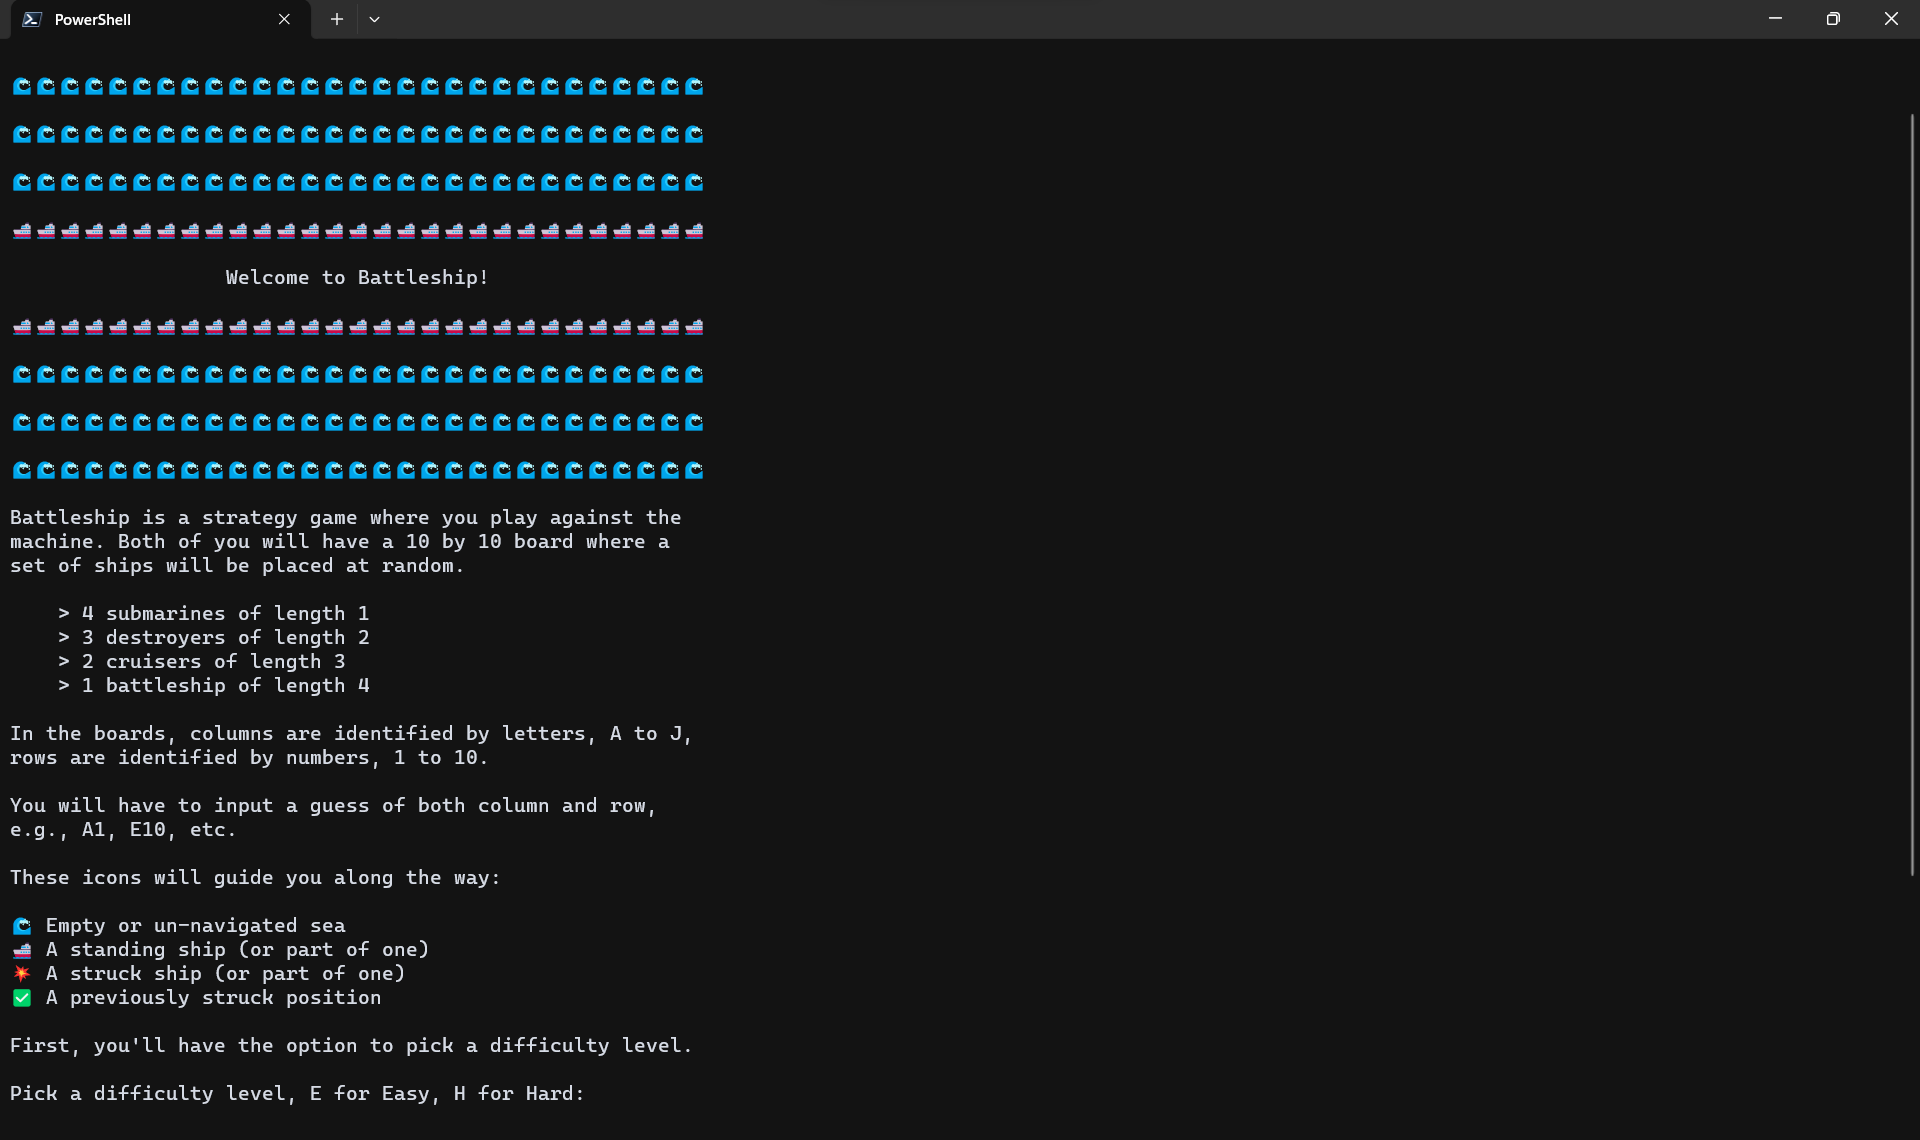 PowerShell
🌊🌊🌊🌊🌊🌊🌊🌊🌊🌊🌊🌊🌊🌊🌊🌊🌊🌊🌊🌊🌊🌊🌊🌊🌊🌊🌊🌊🌊
🌊🌊🌊🌊🌊🌊🌊🌊🌊🌊🌊🌊🌊🌊🌊🌊🌊🌊🌊🌊🌊🌊🌊🌊🌊🌊🌊🌊🌊
🌊🌊🌊🌊🌊🌊🌊🌊🌊🌊🌊🌊🌊🌊🌊🌊🌊🌊🌊🌊🌊🌊🌊🌊🌊🌊🌊🌊🌊
🚢🚢🚢🚢🚢🚢🚢🚢🚢🚢🚢🚢🚢🚢🚢🚢🚢🚢🚢🚢🚢🚢🚢🚢🚢🚢🚢🚢🚢
Welcome to Battleship!
🚢🚢🚢🚢🚢🚢🚢🚢🚢🚢🚢🚢🚢🚢🚢🚢🚢🚢🚢🚢🚢🚢🚢🚢🚢🚢🚢🚢🚢
🌊🌊🌊🌊🌊🌊🌊🌊🌊🌊🌊🌊🌊🌊🌊🌊🌊🌊🌊🌊🌊🌊🌊🌊🌊🌊🌊🌊🌊
🌊🌊🌊🌊🌊🌊🌊🌊🌊🌊🌊🌊🌊🌊🌊🌊🌊🌊🌊🌊🌊🌊🌊🌊🌊🌊🌊🌊🌊
🌊🌊🌊🌊🌊🌊🌊🌊🌊🌊🌊🌊🌊🌊🌊🌊🌊🌊🌊🌊🌊🌊🌊🌊🌊🌊🌊🌊🌊
Battleship is a strategy game where you play against the
machine. Both of you will have a 10 by 10 board where a
set of ships will be placed at random.
> 4 submarines of length 1
> 3 destroyers of length 2
> 2 cruisers of length 3
> 1 battleship of length 4
In the boards, columns are identified by letters, A to J,
rows are identified by numbers, 1 to 10.
You will have to input a guess of both column and row,
e.g., A1, E10, etc.
These icons will guide you along the way:
🌊 Empty or un-navigated sea
🚢 A standing ship (or part of one)
💥 A struck ship (or part of one)
✅ A previously struck position
First, you'll have the option to pick a difficulty level.
Pick a difficulty level, E for Easy, H for Hard: